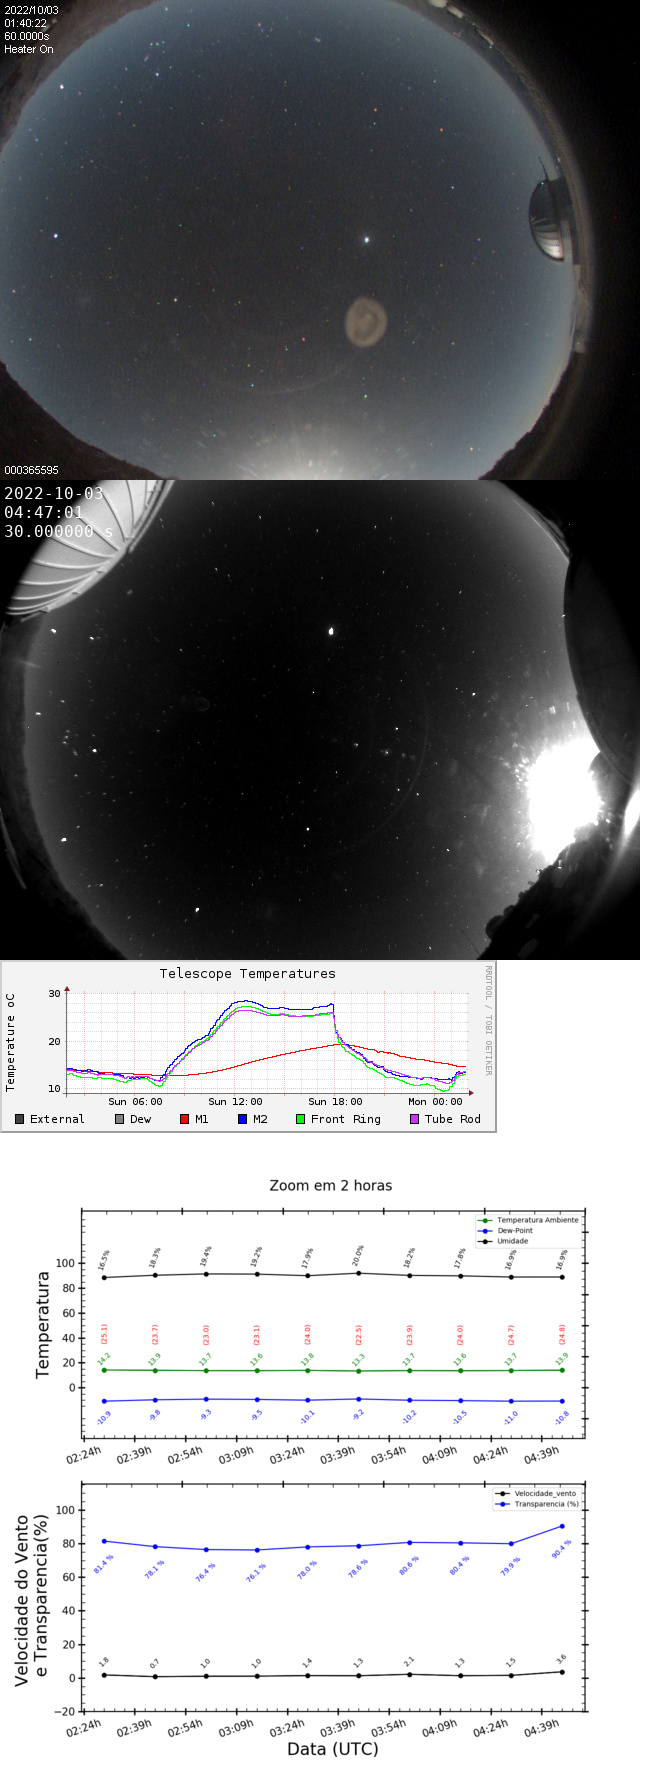 2022/10/03
01:40:22
60.0000s
Heater On
000365595
2022-10-03
04:47:01
30.000000 s
Telescope Temperatures
RRDTOOL / TOBI OETIKER
Temperature oC
30
20
10
Sun 06:00 Sun 12:00 Sun 18:00 Mon 00:00
External Dew M1 M2 Front Ring Tube Rod
Zoom em 2 horas
Temperatura Ambiente
Dew-Point
Umidade
Temperatura
100
80
60
40
20
0
16.5% 18.3% 19.4% 19.2% 17.9% 20.0% 18.2% 17.8% 16.9% 16.9%
(25.1) (23.7) (23.0) (23.1) (24.0) (22.5) (23.9) (24.0) (24.7) (24.8)
14.2 13.9 13.7 13.6 13.8 13.3 13.7 13.6 13.7 13.9
-10.9 -9.8 -9.3 -9.5 -10.1 -9.2 -10.2 -10.5 -11.0 -10.8
02:24h 02:39h 02:54h 03:09h 03:24h 03:39h 03:54h 04:09h 04:24h 04:39h
Velocidade_vento
Transparencia (%)
Velocidade do Vento
e Transparencia(%)
100
80
60
40
20
0
−20
81.4 % 78.1 % 76.4 % 76.1 % 78.0 % 78.6 % 80.6 % 80.4 % 79.9 % 90.4 %
1.8 0.7 1.0 1.0 1.4 1.3 2.1 1.3 1.5 3.6
02:24h 02:39h 02:54h 03:09h 03:24h 03:39h 03:54h 04:09h 04:24h 04:39h
Data (UTC)